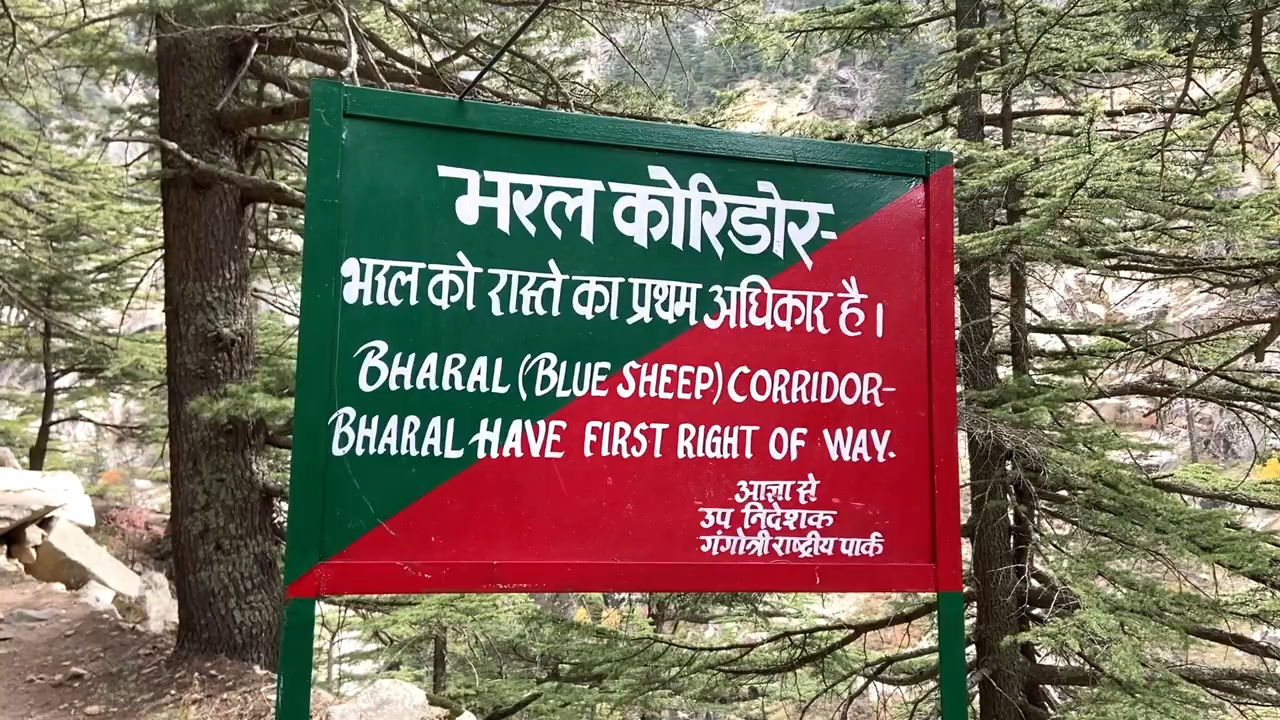 भरल कोरिडोर-
भरल को रास्ते का प्रथम अधिकार है।
BHARAL (BLUE SHEEP) CORRIDOR-
BHARAL HAVE FIRST RIGHT OF WAY.
आज्ञा से
उप निदेशक
गंगोत्री राष्ट्रीय पार्क